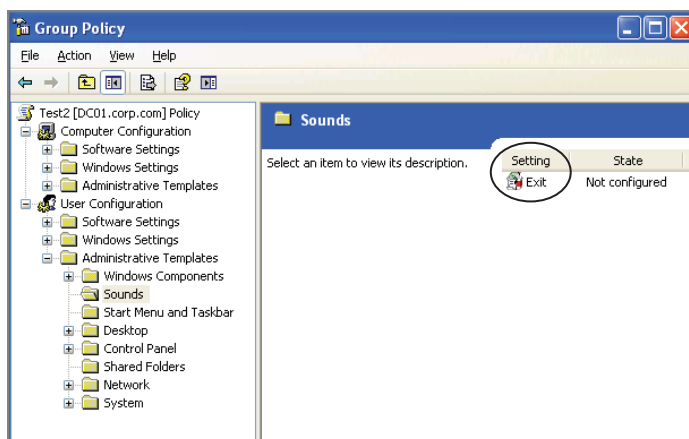 Group Policy
File Action View Help
Test2 [DC01.corp.com] Policy
Computer Configuration
Software Settings
Windows Settings
Administrative Templates
User Configuration
Software Settings
Windows Settings
Administrative Templates
Windows Components
Sounds
Start Menu and Taskbar
Desktop
Control Panel
Shared Folders
Network
System
Sounds
Select an item to view its description.
Setting State
Exit Not configured